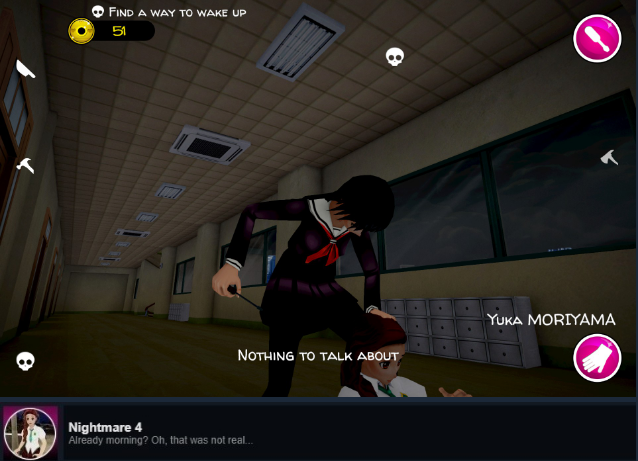 Find a way to wake up
51
Yuka MORIYAMA
Nothing to talk about
Nightmare 4
Already morning? Oh, that was not real...